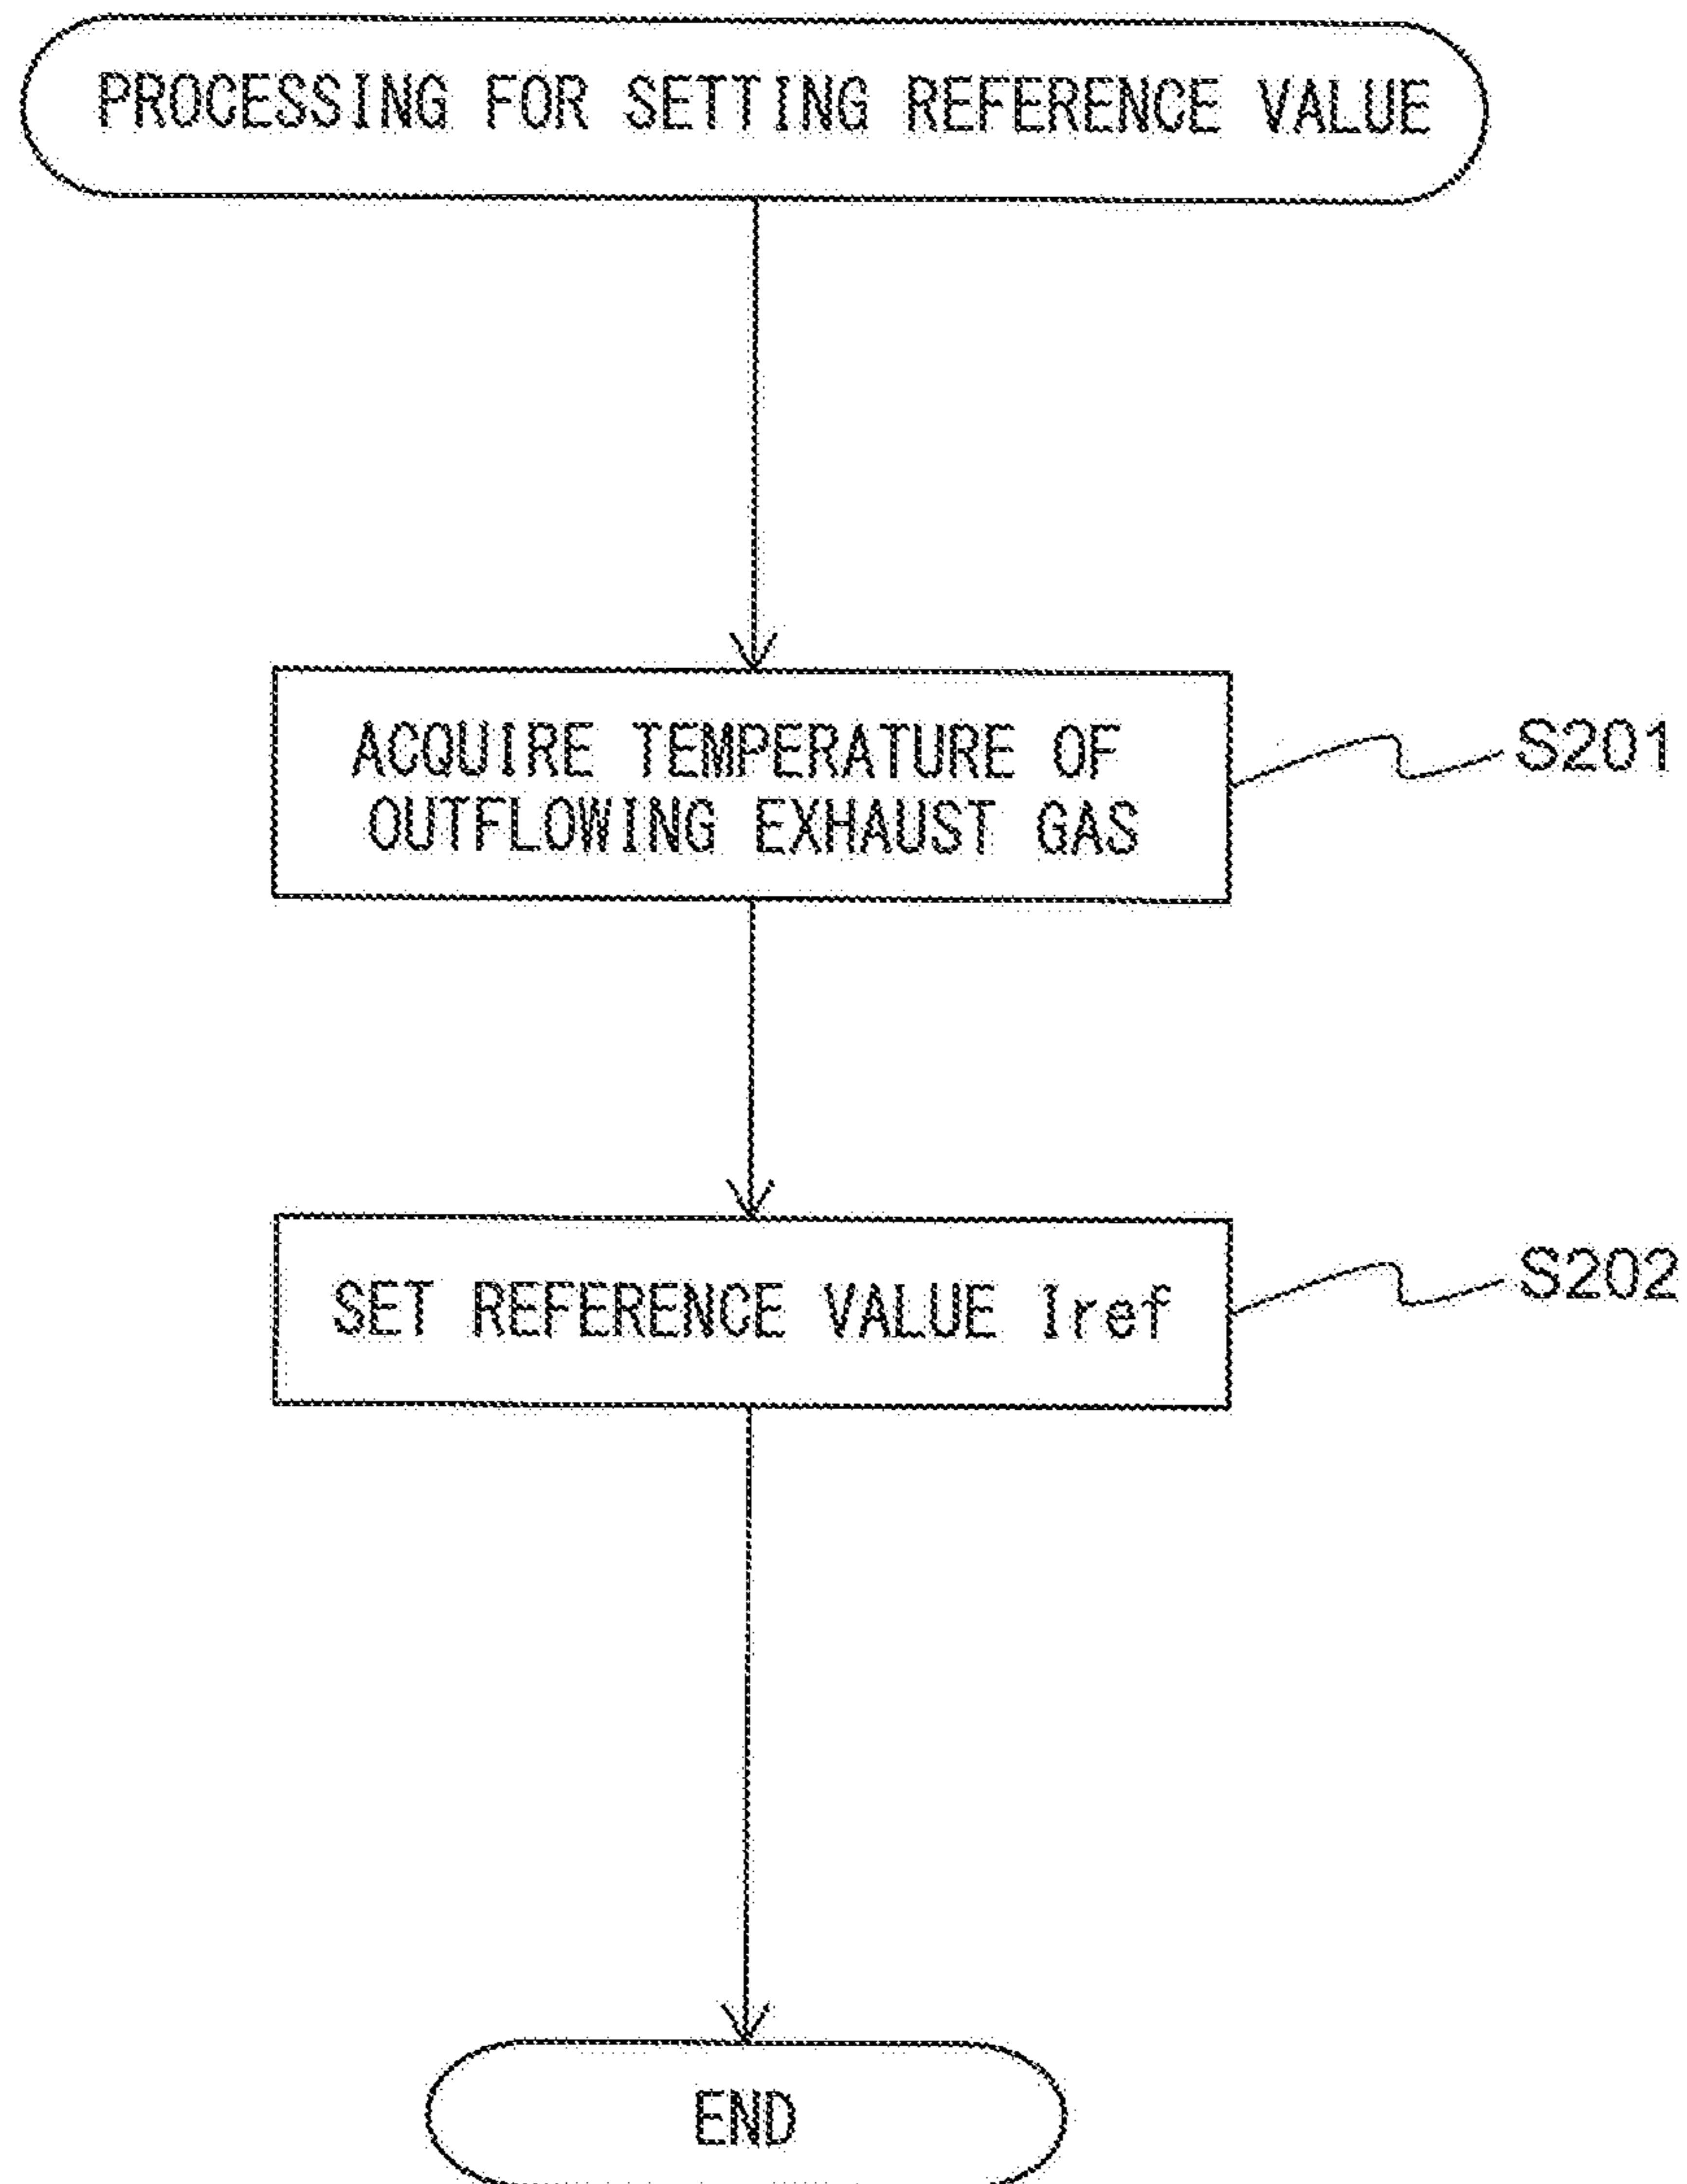 PROCESSING FOR SETTING REFERENCE VALUE
ACQUIRE TEMPERATURE OF
OUTFLOWING EXHAUST GAS
S201
SET REFERENCE VALUE Iref
S202
END